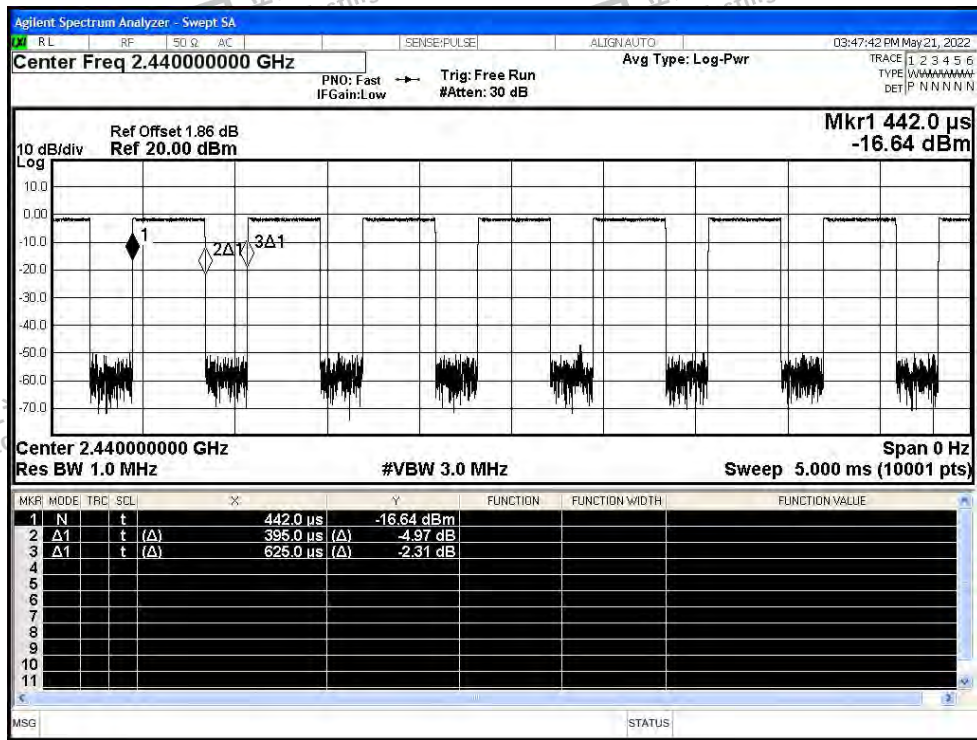 Agilent Spectrum Analyzer - Swept SA
RL RF 50 Ω AC SENSE:PULSE ALIGNAUTO 03:47:42 PM May 21, 2022
Center Freq 2.440000000 GHz
PNO: Fast
IFGain:Low
Trig: Free Run
#Atten: 30 dB
Avg Type: Log-Pwr
TRACE 1 2 3 4 5 6
TYPE
DET P N N N N N
Mkr1 442.0 µs
-16.64 dBm
Ref Offset 1.86 dB
10 dB/div Ref 20.00 dBm
Log
10.0
0.00
-10.0
-20.0
-30.0
-40.0
-50.0
-60.0
-70.0
1
2Δ1
3Δ1
Center 2.440000000 GHz Span 0 Hz
Res BW 1.0 MHz #VBW 3.0 MHz Sweep 5.000 ms (10001 pts)
MKR MODE TRC SCL X Y FUNCTION FUNCTION WIDTH FUNCTION VALUE
1 N t 442.0 µs -16.64 dBm
2 Δ1 t (Δ) 395.0 µs (Δ) -4.97 dB
3 Δ1 t (Δ) 625.0 µs (Δ) -2.31 dB
4
5
6
7
8
9
10
11
MSG STATUS